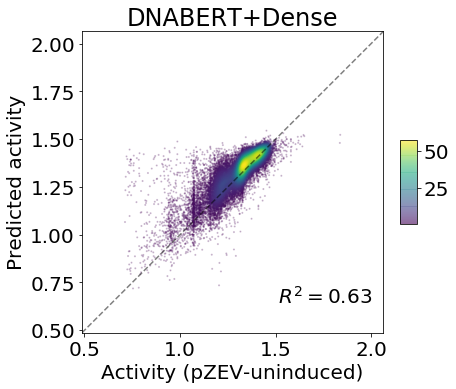 DNABERT+Dense
2.00
1.75
1.50
1.25
1.00
0.75
0.50
Predicted activity
50
25
R² = 0.63
0.5 1.0 1.5 2.0
Activity (pZEV-uninduced)